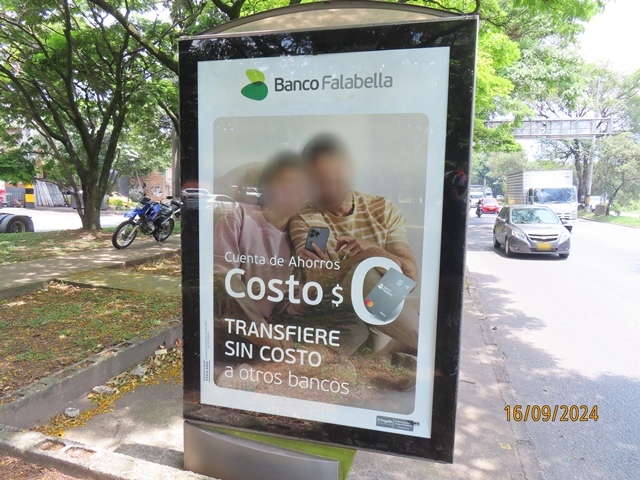 Banco Falabella
Cuenta de Ahorros
Costo $ 0
TRANSFIERE
SIN COSTO
a otros bancos
16/09/2024